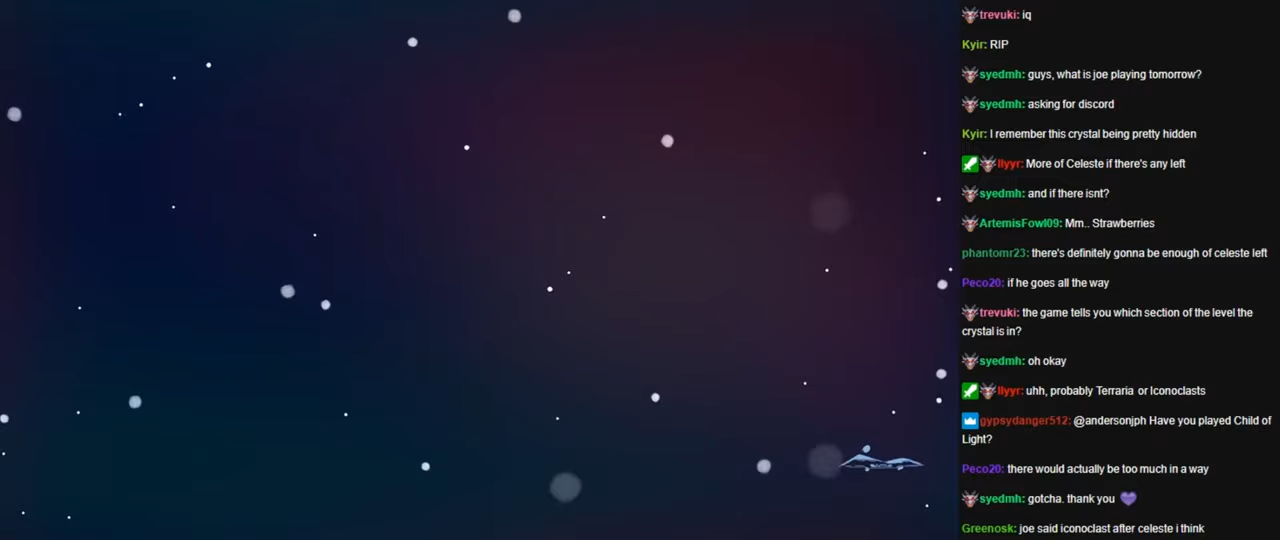 trevuki: iq
Kyir: RIP
syedmh: guys, what is joe playing tomorrow?
syedmh: asking for discord
Kyir: I remember this crystal being pretty hidden
llyyr: More of Celeste if there's any left
syedmh: and if there isnt?
ArtemisFowl09: Mm.. Strawberries
phantomr23: there's definitely gonna be enough of celeste left
Peco20: if he goes all the way
trevuki: the game tells you which section of the level the
crystal is in?
syedmh: oh okay
llyyr: uhh, probably Terraria or Iconoclasts
gypsydanger512: @andersonjph Have you played Child of
Light?
Peco20: there would actually be too much in a way
syedmh: gotcha. thank you
Greenosk: joe said iconoclast after celeste i think